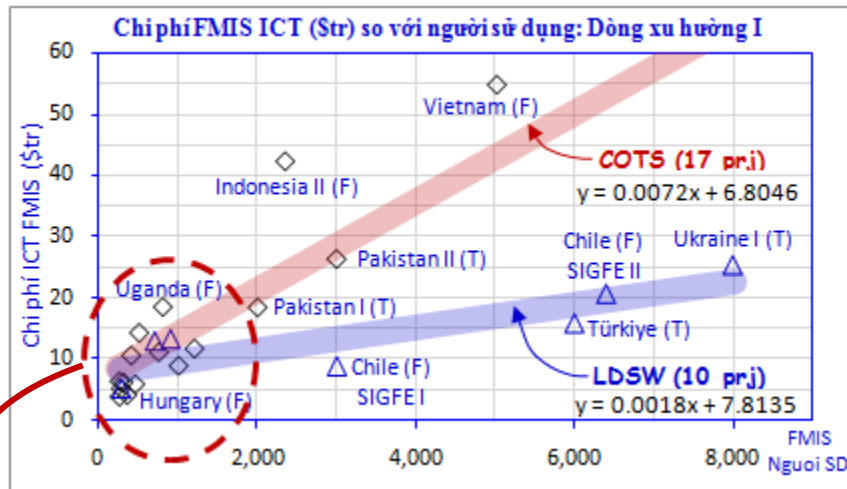 Chi phí FMIS ICT ($tr) so với người sử dụng: Dòng xu hướng I
Chi phí ICT FMIS ($tr)
60
50
40
30
20
10
0
Vietnam (F)
COTS (17 prj)
y = 0.0072x + 6.8046
Indonesia II (F)
Chile (F)
SIGFE II
Ukraine I (T)
Pakistan II (T)
Uganda (F)
Pakistan I (T)
Türkiye (T)
Chile (F)
SIGFE I
LDSW (10 prj)
y = 0.0018x + 7.8135
Hungary (F)
0
2,000
4,000
6,000
8,000
FMIS
Nguoi SD